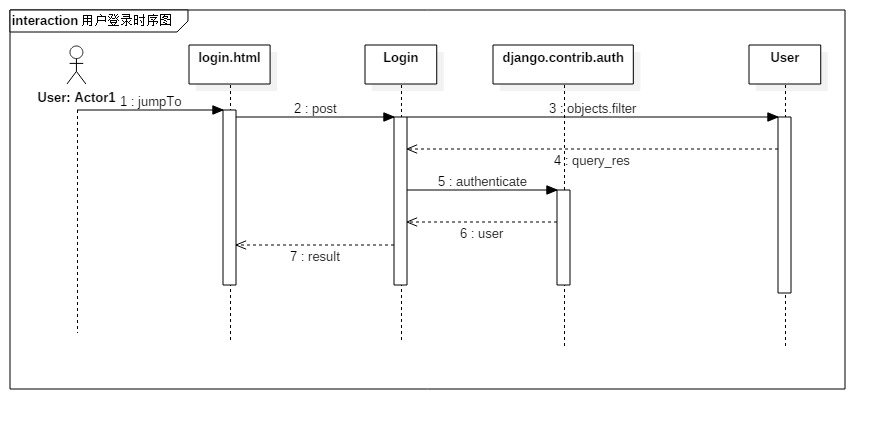 interaction 用户登录时序图
login.html
Login
django.contrib.auth
User
User: Actor1
1 : jumpTo
2 : post
3 : objects.filter
4 : query_res
5 : authenticate
6 : user
7 : result